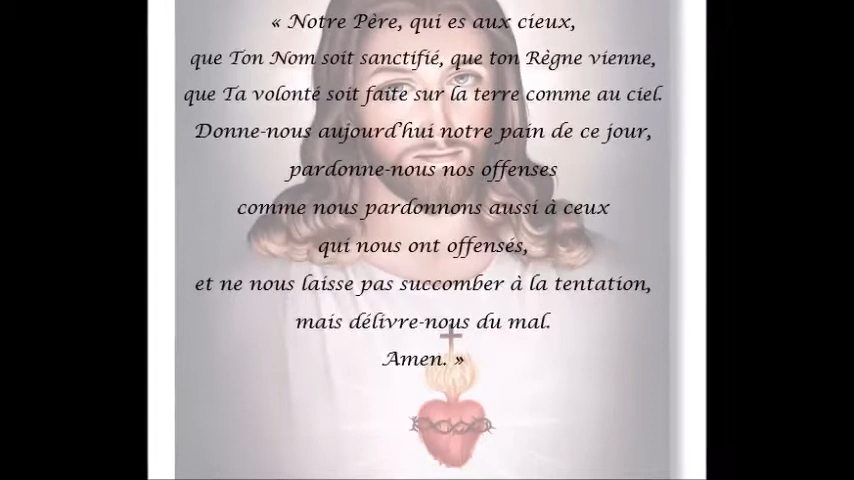 « Notre Père, qui es aux cieux,
que Ton Nom soit sanctifié, que ton Règne vienne,
que Ta volonté soit faite sur la terre comme au ciel.
Donne-nous aujourd'hui notre pain de ce jour,
pardonne-nous nos offenses
comme nous pardonnons aussi à ceux
qui nous ont offensés,
et ne nous laisse pas succomber à la tentation,
mais délivre-nous du mal.
Amen. »